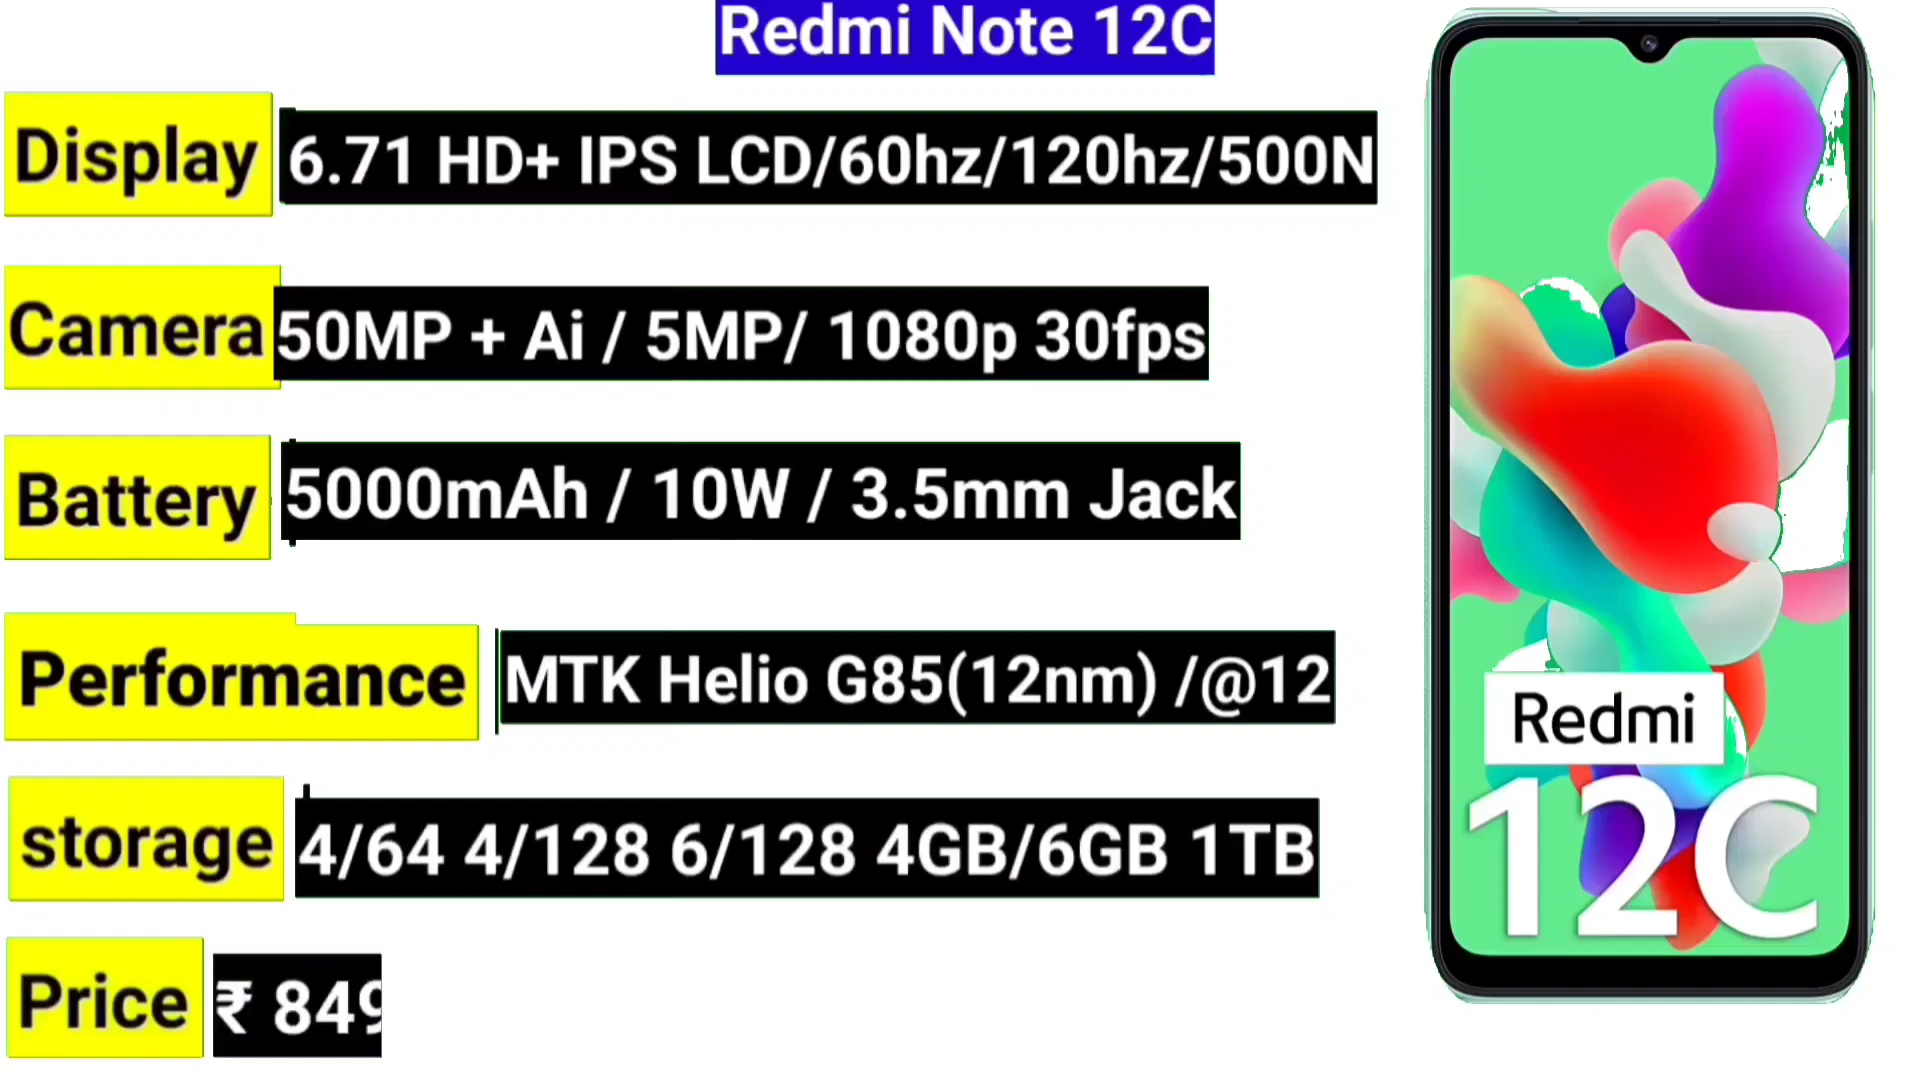 Redmi Note 12C
Display
6.71 HD+ IPS LCD/60hz/120hz/500N
Camera
50MP + Ai / 5MP/ 1080p 30fps
Battery
5000mAh / 10W / 3.5mm Jack
Performance
MTK Helio G85(12nm) /@12
storage
4/64 4/128 6/128 4GB/6GB 1TB
Price
₹ 849
Redmi
12C